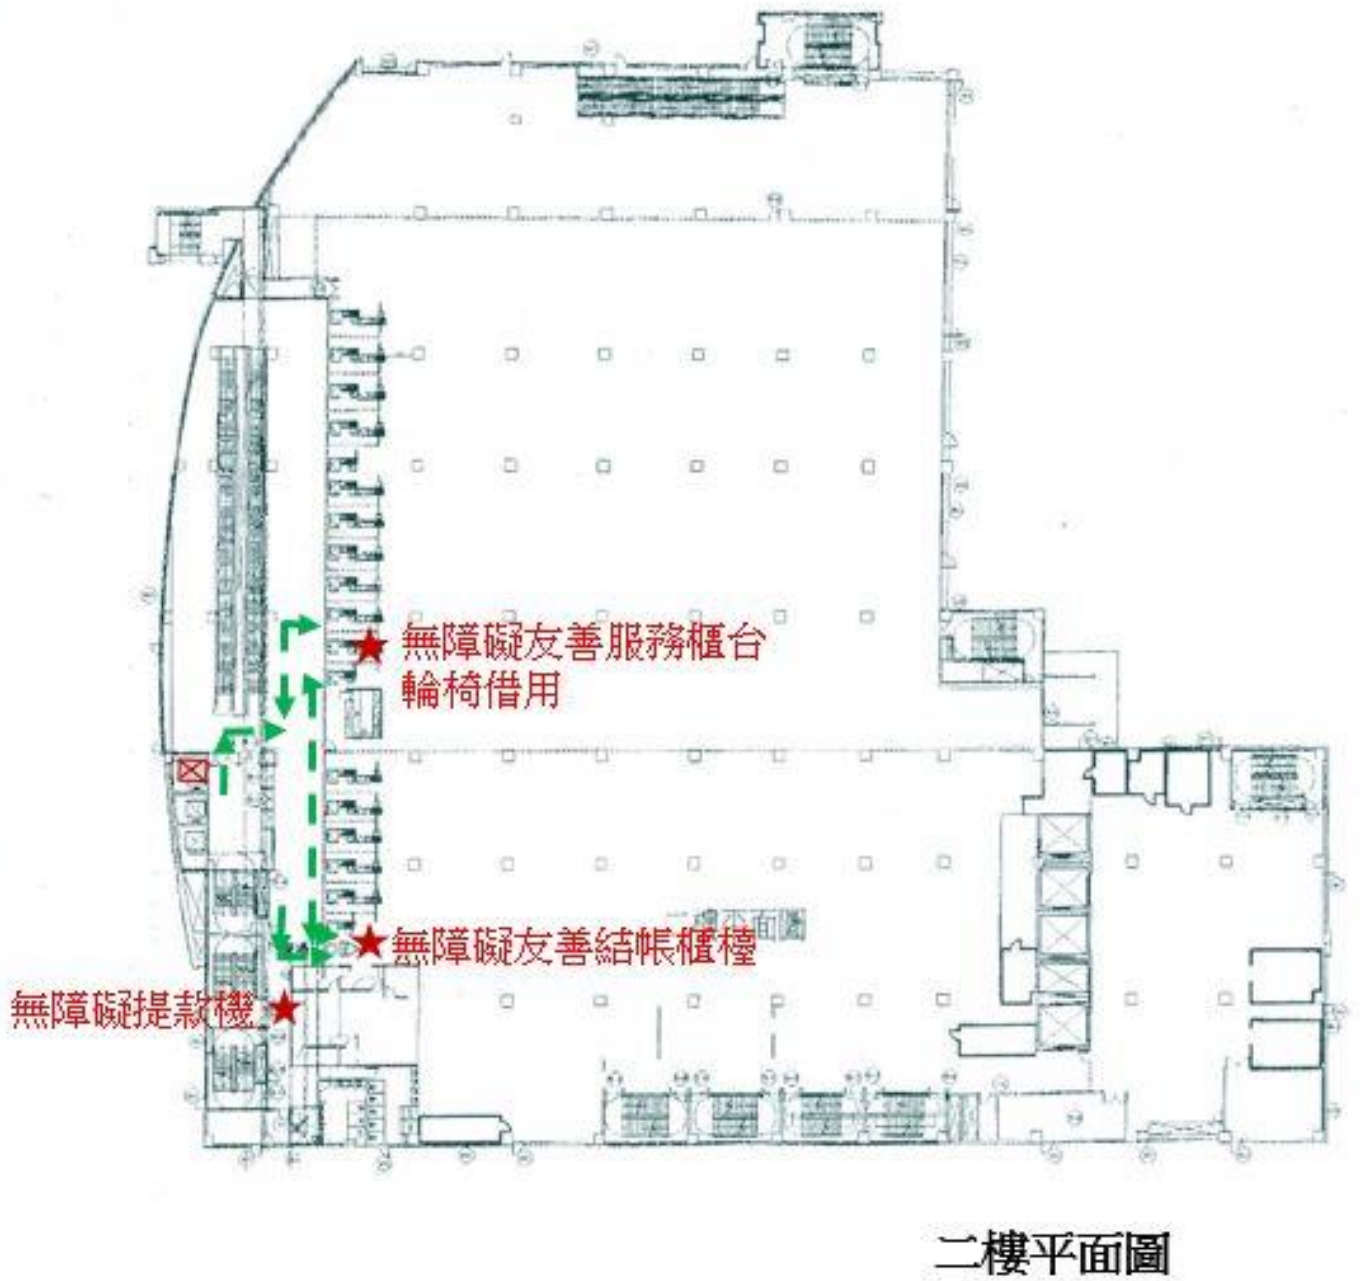 無障礙友善服務櫃台
輪椅借用
無障礙友善結帳櫃檯
無障礙提款機
二樓平面圖